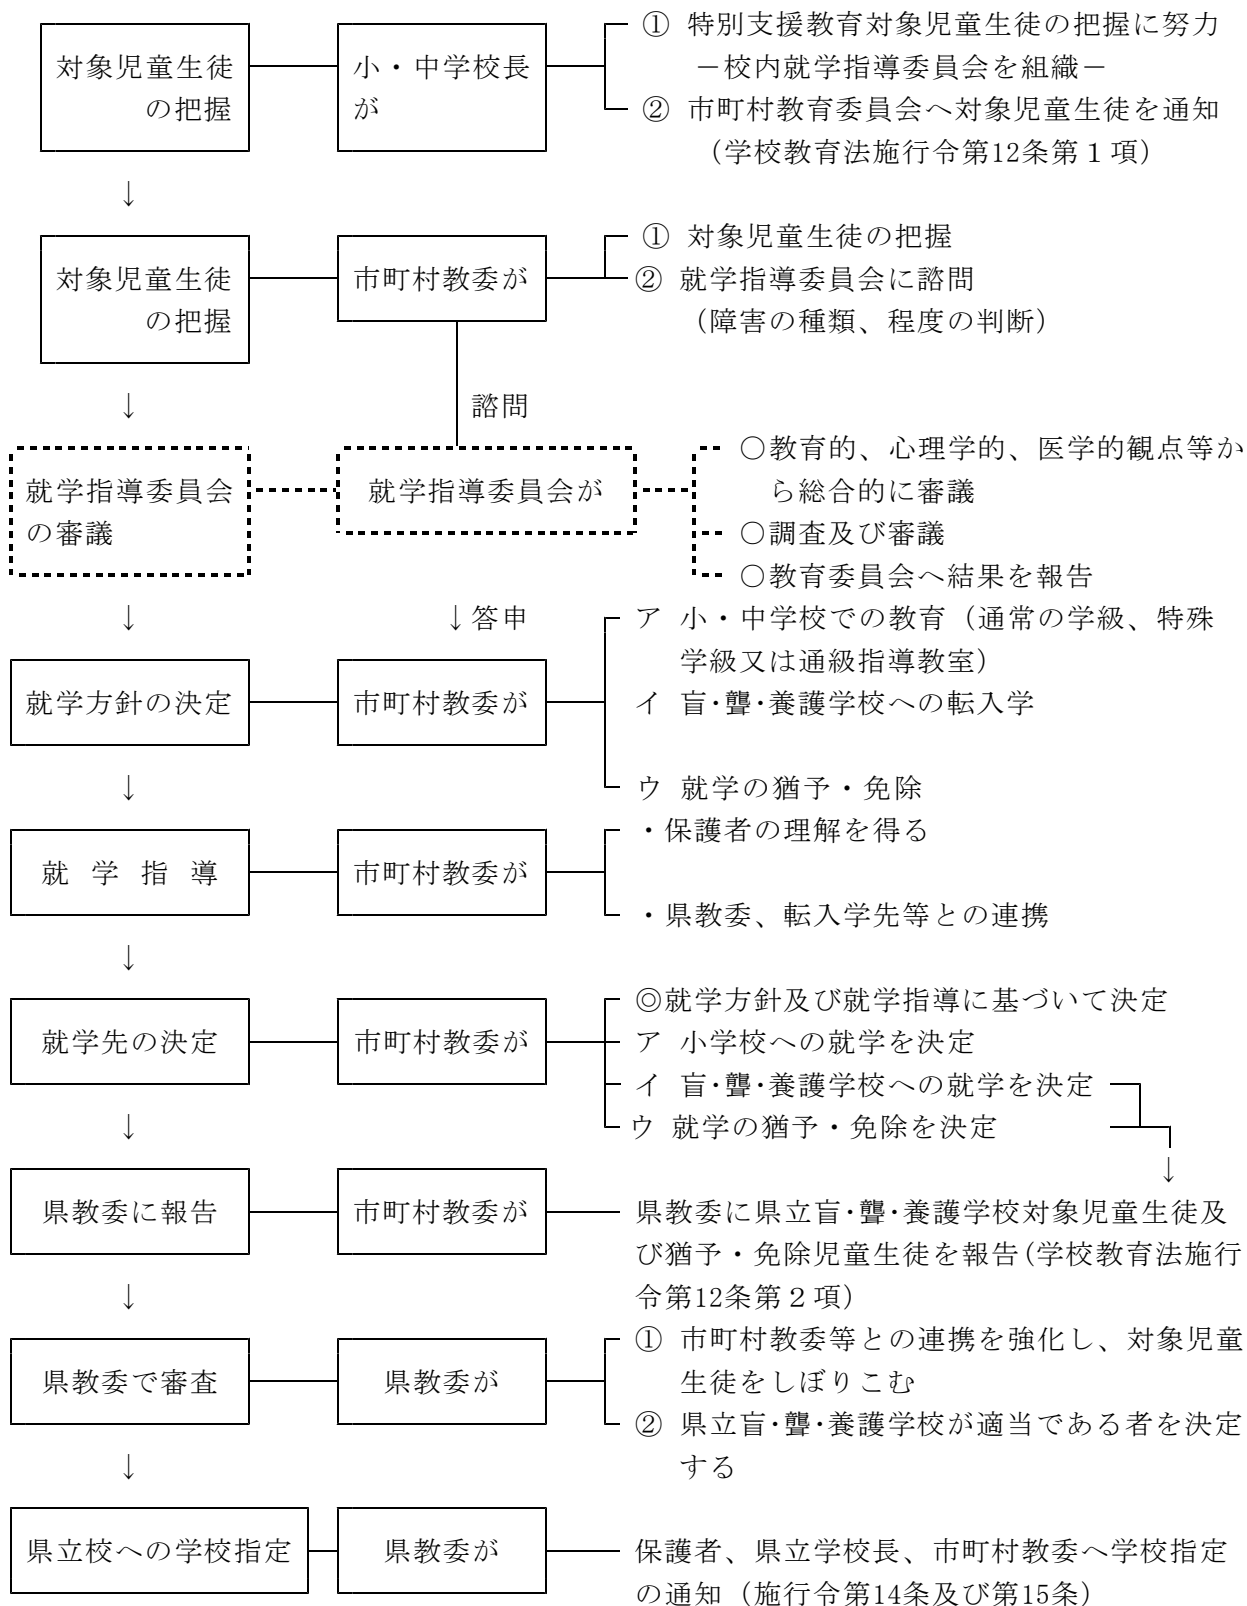 対象児童生徒
の把握
小・中学校長
が
① 特別支援教育対象児童生徒の把握に努力
－校内就学指導委員会を組織－
② 市町村教育委員会へ対象児童生徒を通知
（学校教育法施行令第12条第１項）
↓
対象児童生徒
の把握
市町村教委が
① 対象児童生徒の把握
② 就学指導委員会に諮問
（障害の種類、程度の判断）
↓
諮問
就学指導委員会
の審議
就学指導委員会が
○教育的、心理学的、医学的観点等か
ら総合的に審議
○調査及び審議
○教育委員会へ結果を報告
↓
↓答申
就学方針の決定
市町村教委が
ア 小・中学校での教育（通常の学級、特殊
学級又は通級指導教室）
イ 盲・聾・養護学校への転入学
ウ 就学の猶予・免除
↓
就 学 指 導
市町村教委が
・保護者の理解を得る
・県教委、転入学先等との連携
↓
就学先の決定
市町村教委が
◎就学方針及び就学指導に基づいて決定
ア 小学校への就学を決定
イ 盲・聾・養護学校への就学を決定
ウ 就学の猶予・免除を決定
↓
↓
県教委に報告
市町村教委が
県教委に県立盲・聾・養護学校対象児童生徒及
び猶予・免除児童生徒を報告（学校教育法施行
令第12条第２項）
↓
県教委で審査
県教委が
① 市町村教委等との連携を強化し、対象児童
生徒をしぼりこむ
② 県立盲・聾・養護学校が適当である者を決定
する
↓
県立校への学校指定
県教委が
保護者、県立学校長、市町村教委へ学校指定
の通知（施行令第14条及び第15条）